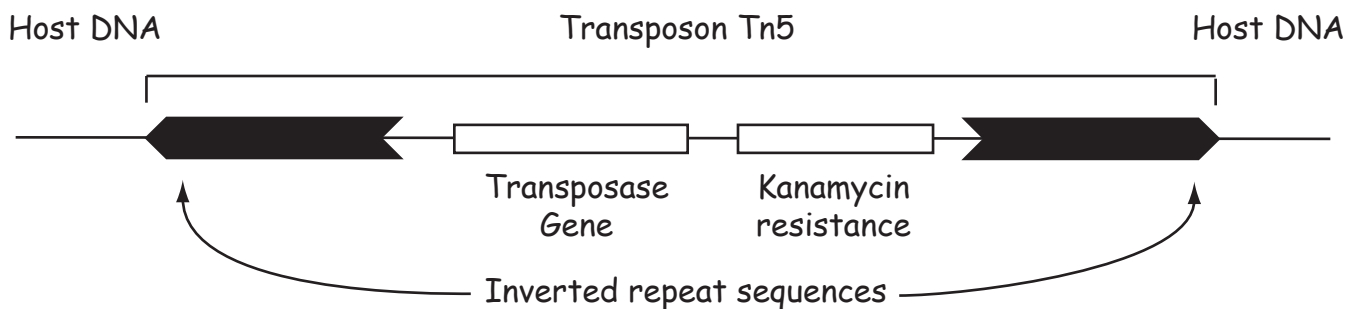 Host DNA
Transposon Tn5
Host DNA
Transposase
Gene
Kanamycin
resistance
Inverted repeat sequences